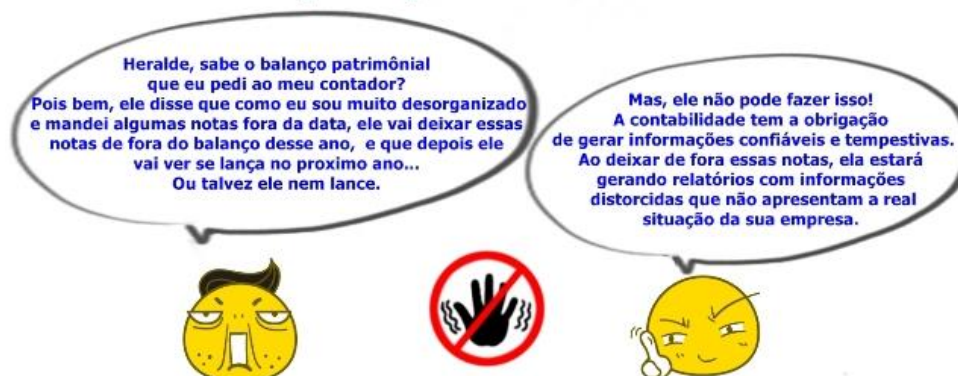 Heralde, sabe o balanço patrimônial
que eu pedi ao meu contador?
Pois bem, ele disse que como eu sou muito desorganizado
e mandei algumas notas fora da data, ele vai deixar essas
notas de fora do balanço desse ano, e que depois ele
vai ver se lança no proximo ano...
Ou talvez ele nem lance.
Mas, ele não pode fazer isso!
A contabilidade tem a obrigação
de gerar informações confiáveis e tempestivas.
Ao deixar de fora essas notas, ela estará
gerando relatórios com informações
distorcidas que não apresentam a real
situação da sua empresa.